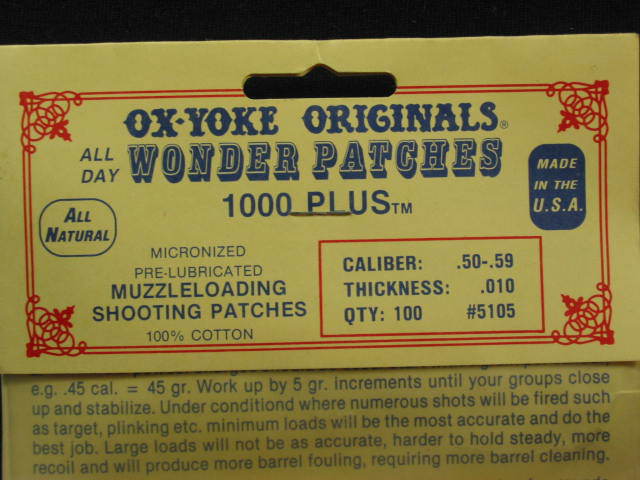 OX-YOKE ORIGINALS®
ALL DAY WONDER PATCHES
1000 PLUS™
ALL NATURAL
MADE IN THE U.S.A.
MICRONIZED
PRE-LUBRICATED
MUZZLELOADING
SHOOTING PATCHES
100% COTTON
CALIBER: .50-.59
THICKNESS: .010
QTY: 100 #5105
e.g. .45 cal. = 45 gr. Work up by 5 gr. increments until your groups close
up and stabilize. Under conditiond where numerous shots will be fired such
as target, plinking etc. minimum loads will be the most accurate and do the
best job. Large loads will not be as accurate, harder to hold steady, more
recoil and will produce more barrel fouling, requiring more barrel cleaning.